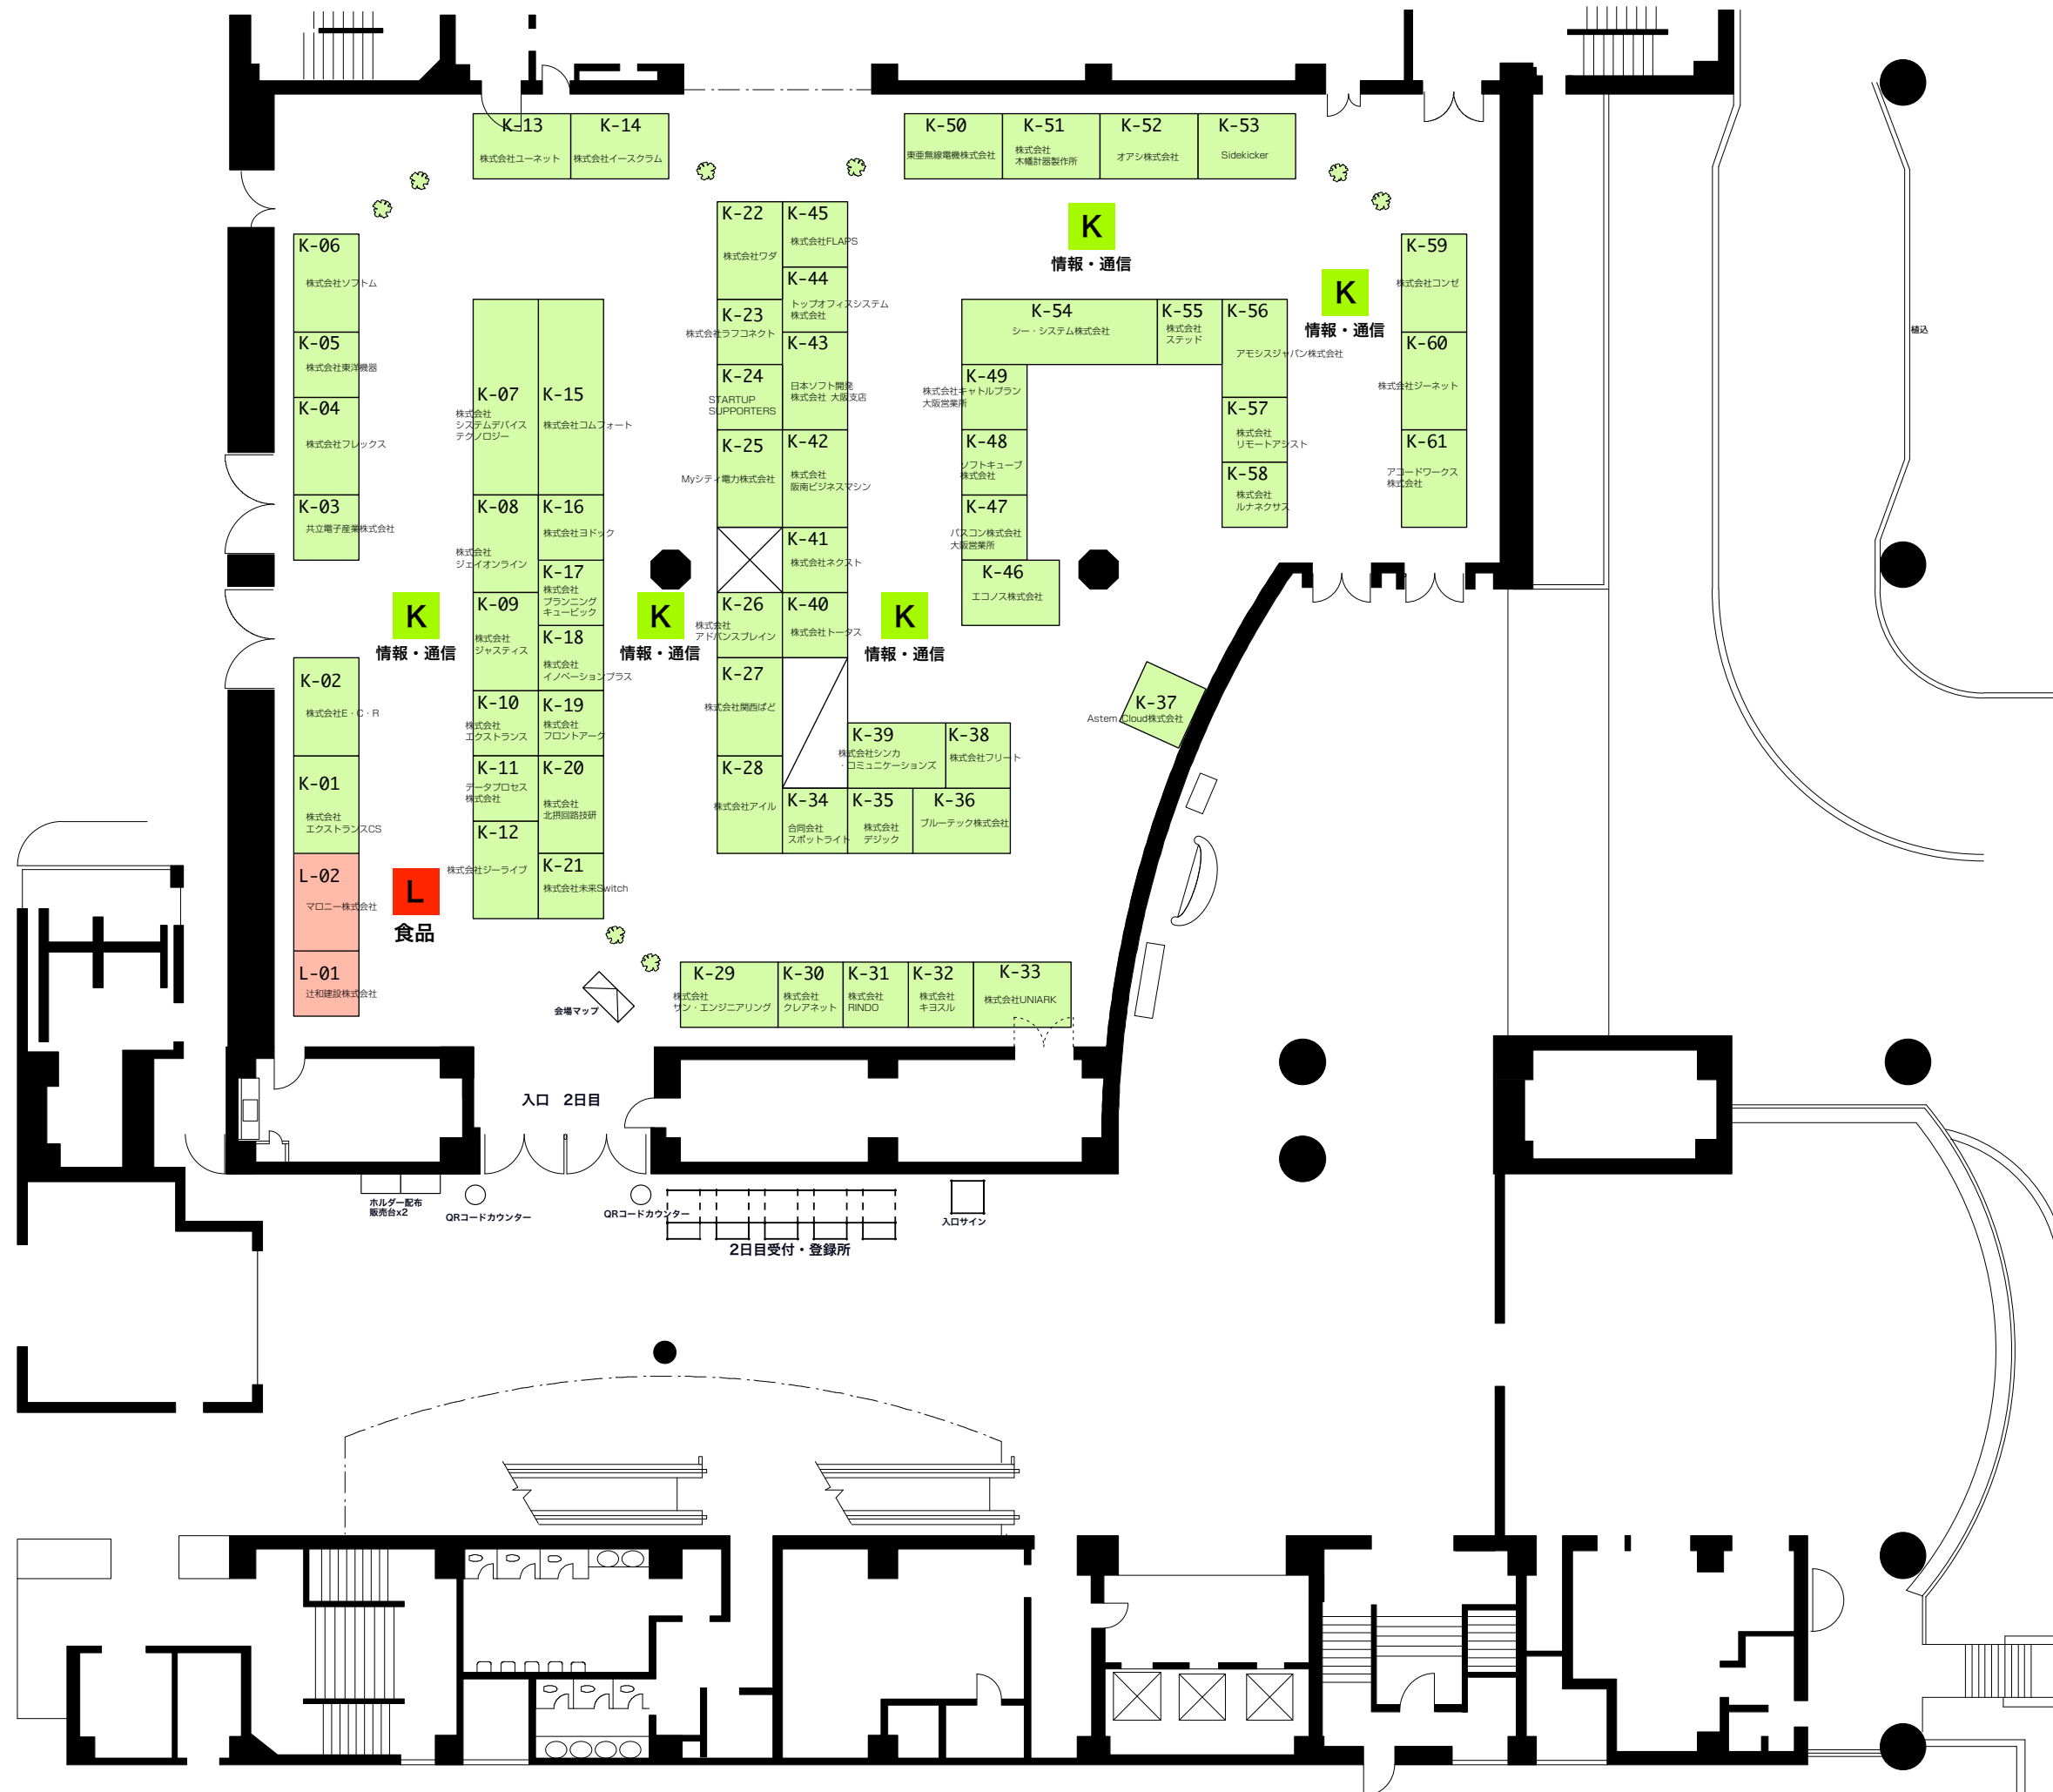 K-13
株式会社ユーネット
K-14
株式会社イースクラム
K-50
東亜無線電機株式会社
K-51
株式会社
木幡計器製作所
K-52
オアシ株式会社
K-53
Sidekicker
K-06
株式会社ソフトム
K-05
株式会社東洋機器
K-04
株式会社フレックス
K-03
共立電子産業株式会社
K-02
株式会社E・C・R
K-01
株式会社
エクストランスCS
L-02
マロニー株式会社
L-01
辻和建設株式会社
K
情報・通信
L
食品
K-07
株式会社
システムデバイス
テクノロジー
K-08
株式会社
ジェイオンライン
K-09
株式会社
ジャスティス
K-10
株式会社
エクストランス
K-11
データプロセス
株式会社
K-12
株式会社ジーライブ
K-15
株式会社コムフォート
K-16
株式会社ヨドック
K-17
株式会社
プランニング
キュービック
K-18
株式会社
イノベーションプラス
K-19
株式会社
フロントアーク
K-20
株式会社
北摂回路技研
K-21
株式会社未来Switch
K
情報・通信
K-22
株式会社ワダ
K-23
株式会社ラフコネクト
K-24
STARTUP
SUPPORTERS
K-25
Myシティ電力株式会社
K-26
株式会社
アドバンスブレイン
K-27
株式会社関西ぱど
K-28
株式会社アイル
K-45
株式会社FLAPS
K-44
トップオフィスシステム
株式会社
K-43
日本ソフト開発
株式会社 大阪支店
K-42
株式会社
阪南ビジネスマシン
K-41
株式会社ネクスト
K-40
株式会社トータス
K-39
株式会社シンカ
・コミュニケーションズ
K-38
株式会社フリート
K-34
合同会社
スポットライト
K-35
株式会社
デジック
K-36
ブルーテック株式会社
K
情報・通信
K
情報・通信
K
情報・通信
K-54
シー・システム株式会社
K-55
株式会社
ステッド
K-56
アモシスジャパン株式会社
K-49
株式会社キャトルプラン
大阪営業所
K-48
ソフトキューブ
株式会社
K-47
パスコン株式会社
大阪営業所
K-46
エコノス株式会社
K-57
株式会社
リモートアシスト
K-58
株式会社
ルナネクサス
K-59
株式会社コンゼ
K-60
株式会社ジーネット
K-61
アコードワークス
株式会社
K-37
Astem Cloud株式会社
植込
K-29
株式会社
サン・エンジニアリング
K-30
株式会社
クレアネット
K-31
株式会社
RINDO
K-32
株式会社
キヨスル
K-33
株式会社UNIARK
会場マップ
入口 2日目
ホルダー配布
販売台x2
QRコードカウンター
QRコードカウンター
2日目受付・登録所
入口サイン